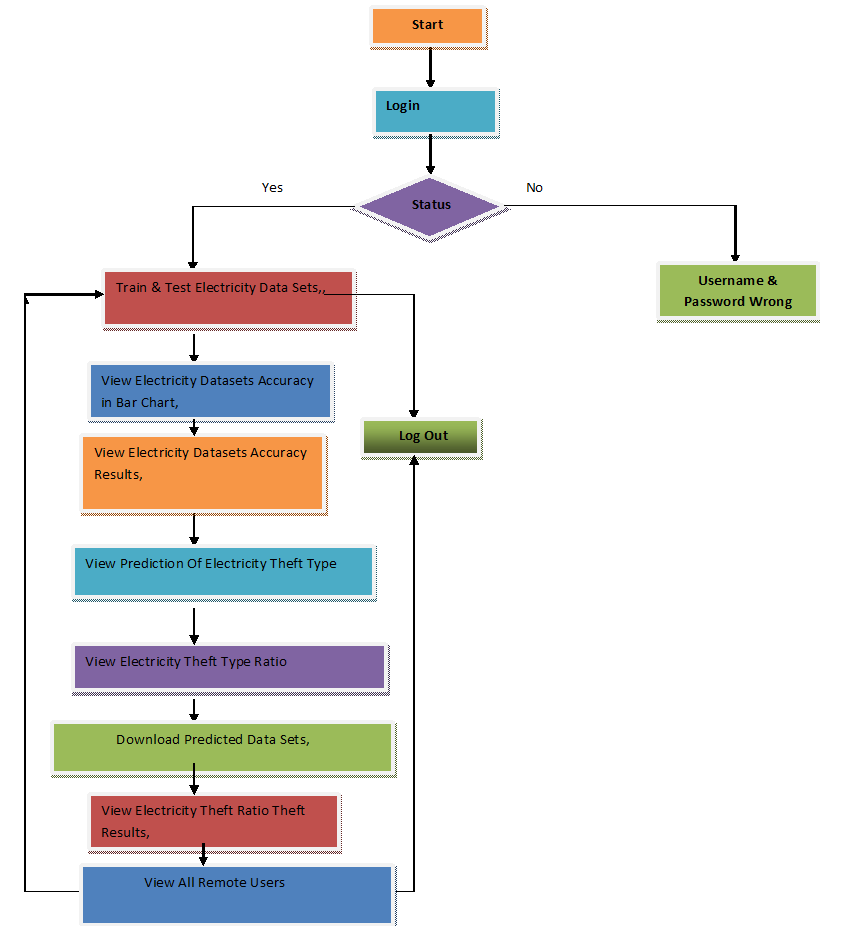 Start
Login
Yes
No
Status
Train & Test Electricity Data Sets,,
Username &
Password Wrong
View Electricity Datasets Accuracy
in Bar Chart,
Log Out
View Electricity Datasets Accuracy
Results,
View Prediction Of Electricity Theft Type
View Electricity Theft Type Ratio
Download Predicted Data Sets,
View Electricity Theft Ratio Theft
Results,
View All Remote Users